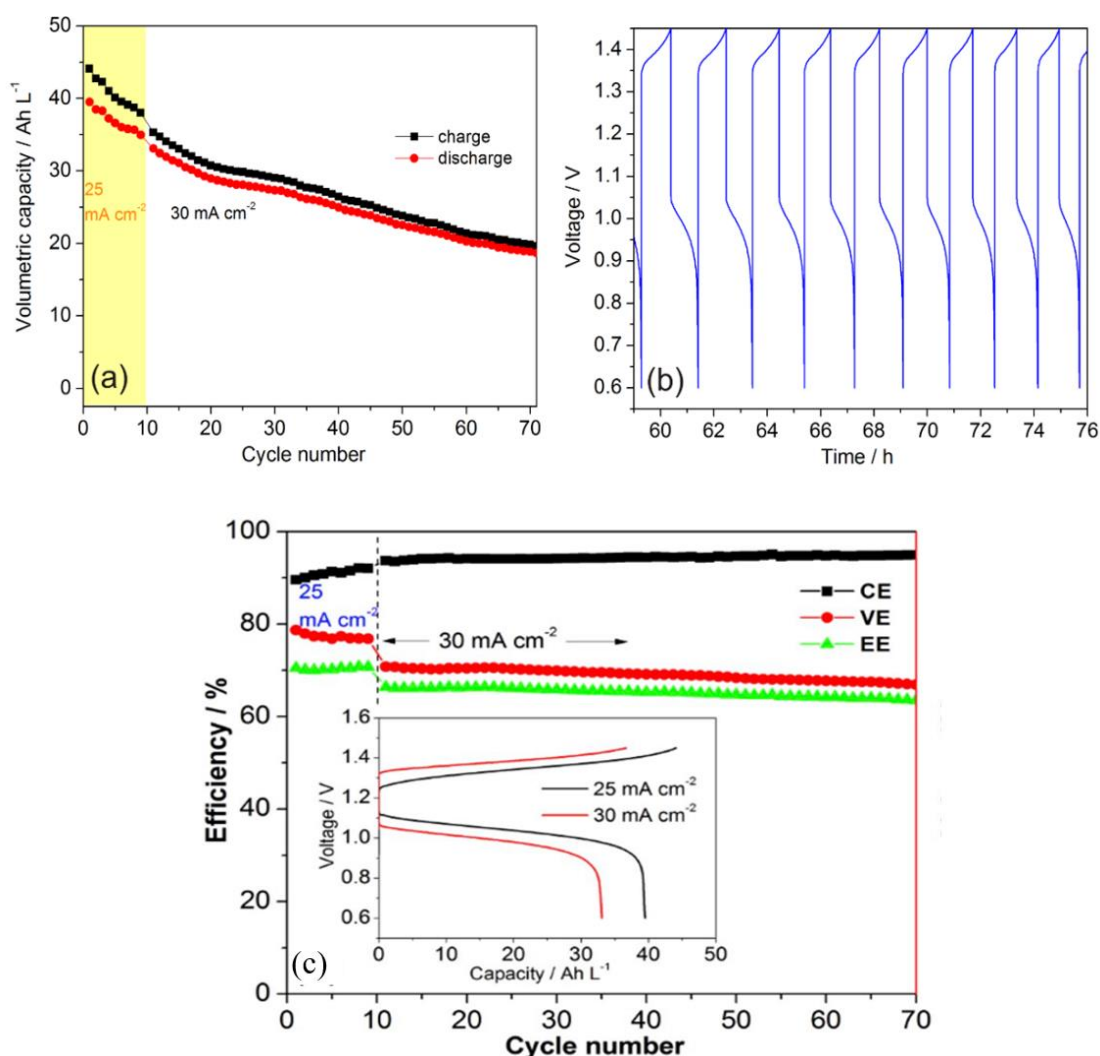 50
40
30
20
10
0
Volumetric capacity / Ah L⁻¹
charge
discharge
25
mA cm⁻²
30 mA cm⁻²
(a)
0 10 20 30 40 50 60 70
Cycle number
1.4
1.3
1.2
1.1
1.0
0.9
0.8
0.7
0.6
Voltage / V
(b)
60 62 64 66 68 70 72 74 76
Time / h
100
80
60
40
20
0
Efficiency / %
25
mA cm⁻²
30 mA cm⁻²
CE
VE
EE
1.6
1.4
1.2
1.0
0.8
0.6
Voltage / V
25 mA cm⁻²
30 mA cm⁻²
0 10 20 30 40 50
Capacity / Ah L⁻¹
(c)
0 10 20 30 40 50 60 70
Cycle number